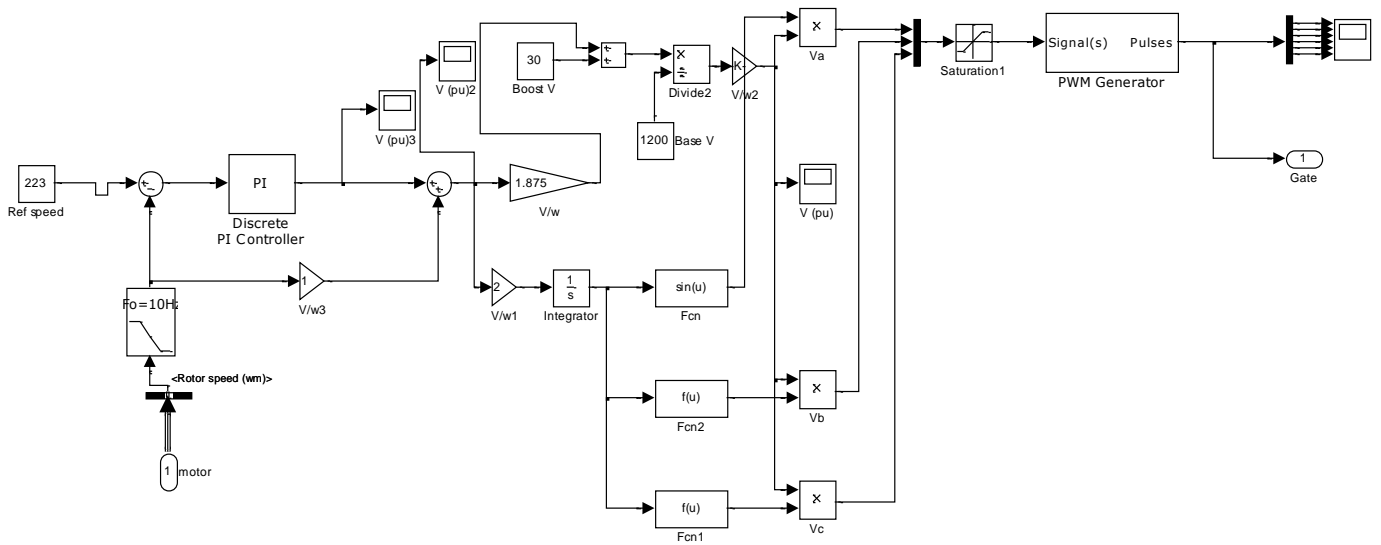 Va
Signal(s) Pulses
PWM Generator
Saturation1
30
Boost V
V (pu)2
Divide2
K-
V/w2
1200
Base V
V (pu)3
223
Ref speed
PI
Discrete
PI Controller
1.875
V/w
V (pu)
1
Gate
1
V/w3
2
V/w1
1
s
Integrator
sin(u)
Fcn
Fo=10Hz
<Rotor speed (wm)>
f(u)
Fcn2
Vb
1
motor
f(u)
Fcn1
Vc